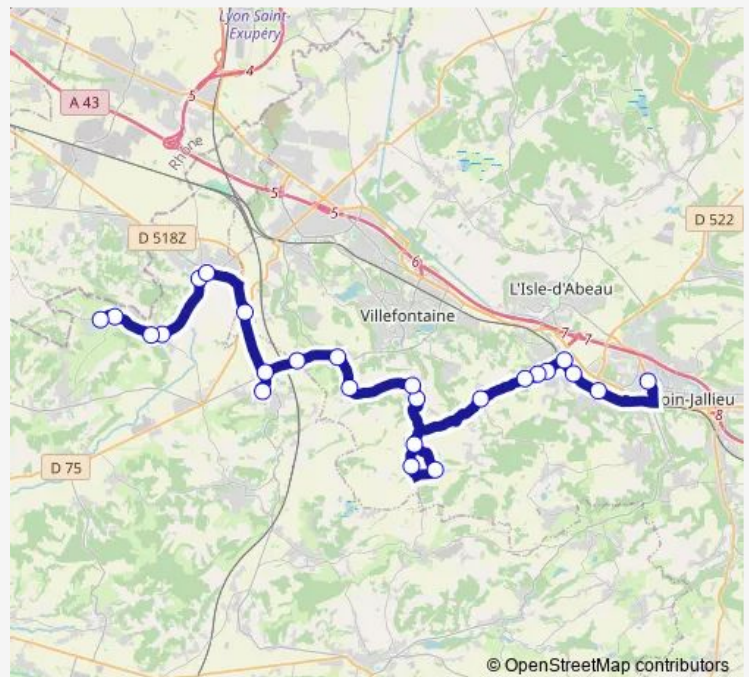 Lyon Saint-
Exupéry
4
5
A 43
Rhône
5
5
D 518Z
6
D 522
L'Isle-d'Abeau
Villefontaine
7 7
oin-Jallieu
8
D 75
© OpenStreetMap contributors